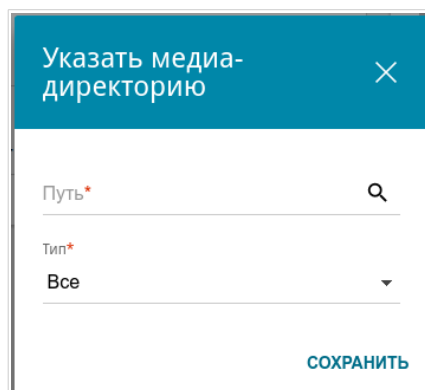 Указать медиа-
директорию
Путь*
Тип*
Все
СОХРАНИТЬ